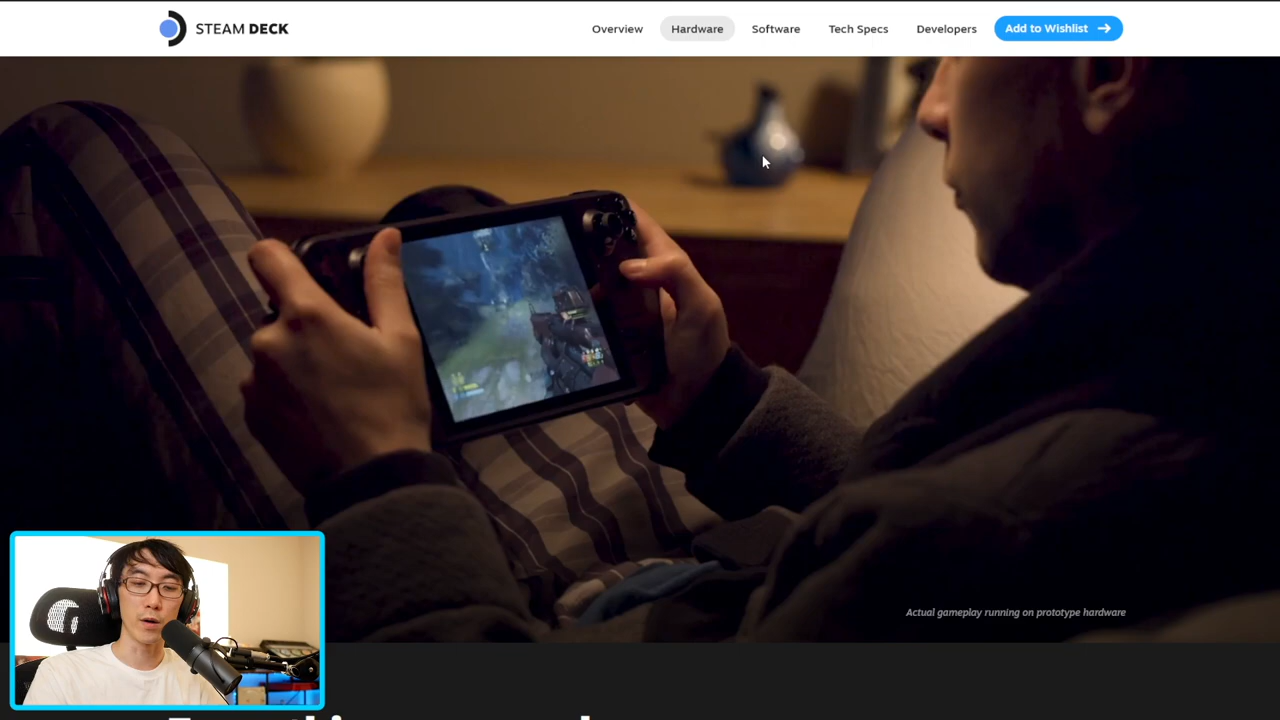 STEAM DECK
Overview
Hardware
Software
Tech Specs
Developers
Add to Wishlist
Actual gameplay running on prototype hardware